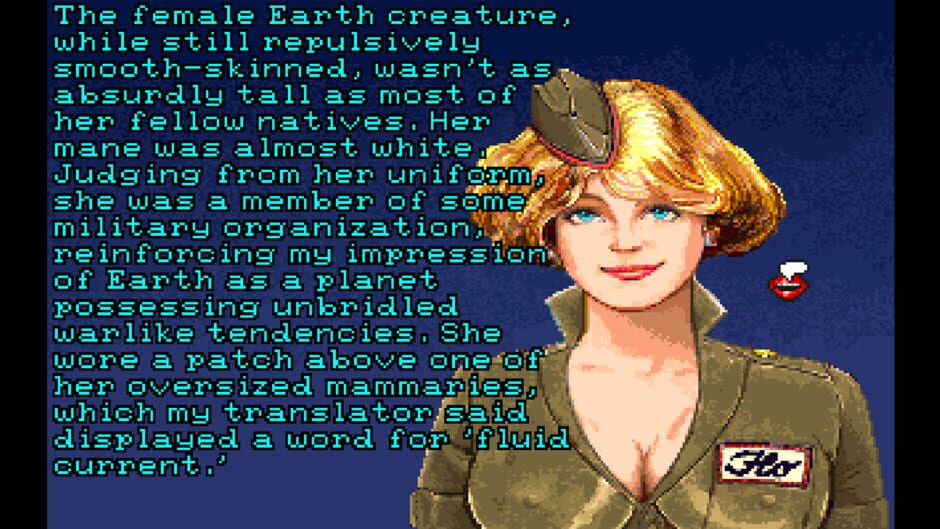 The female Earth creature,
while still repulsively
smooth-skinned, wasn't as
absurdly tall as most of
her fellow natives. Her
mane was almost white.
Judging from her uniform,
she was a member of some
military organization,
reinforcing my impression
of Earth as a planet
possessing unbridled
warlike tendencies. She
wore a patch above one of
her oversized mammaries,
which my translator said
displayed a word for 'fluid
current.'
Flo